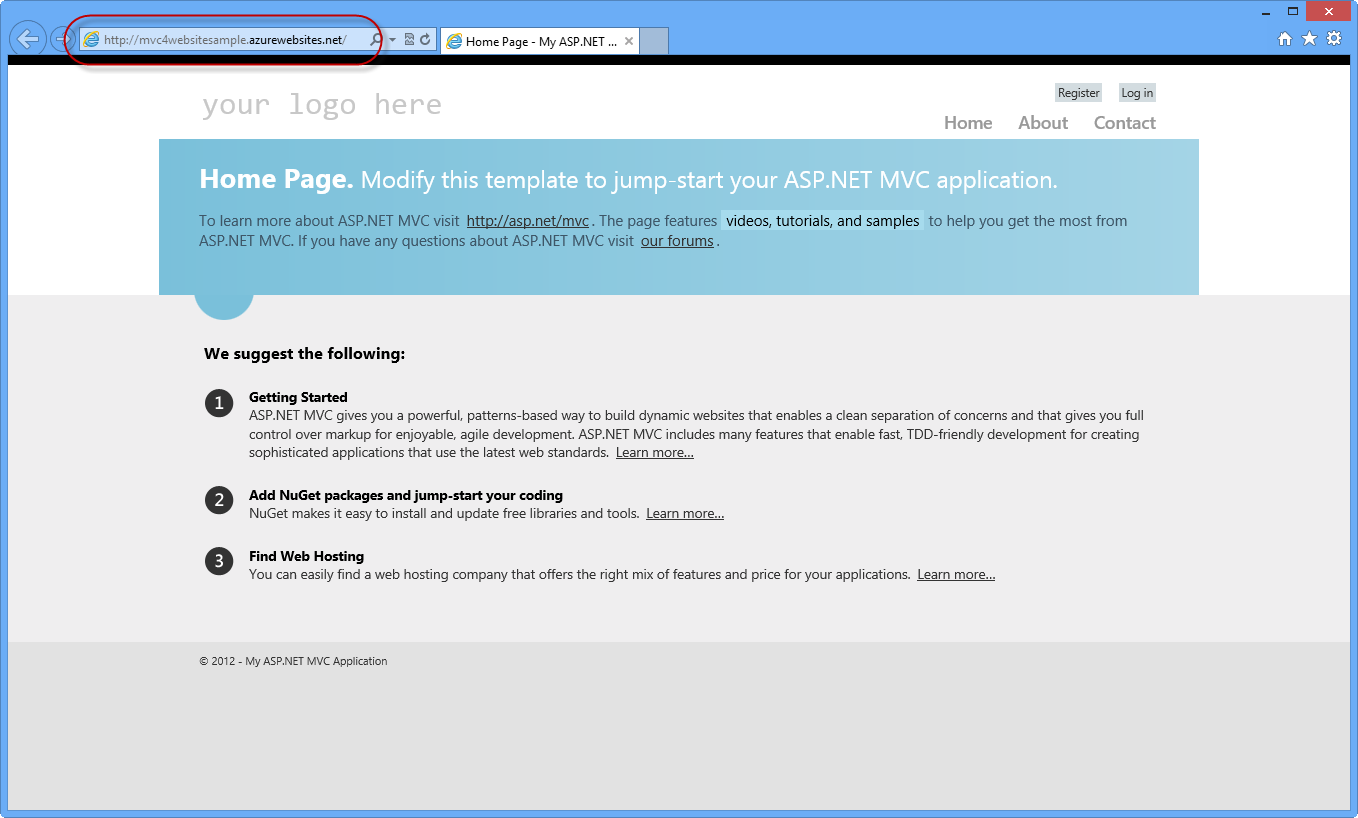 http://mvc4websitesample.azurewebsites.net/
Home Page - My ASP.NET ...
your logo here
Register
Log in
Home
About
Contact
Home Page. Modify this template to jump-start your ASP.NET MVC application.
To learn more about ASP.NET MVC visit http://asp.net/mvc. The page features videos, tutorials, and samples to help you get the most from
ASP.NET MVC. If you have any questions about ASP.NET MVC visit our forums.
We suggest the following:
1
Getting Started
ASP.NET MVC gives you a powerful, patterns-based way to build dynamic websites that enables a clean separation of concerns and that gives you full
control over markup for enjoyable, agile development. ASP.NET MVC includes many features that enable fast, TDD-friendly development for creating
sophisticated applications that use the latest web standards. Learn more...
2
Add NuGet packages and jump-start your coding
NuGet makes it easy to install and update free libraries and tools. Learn more...
3
Find Web Hosting
You can easily find a web hosting company that offers the right mix of features and price for your applications. Learn more...
© 2012 - My ASP.NET MVC Application